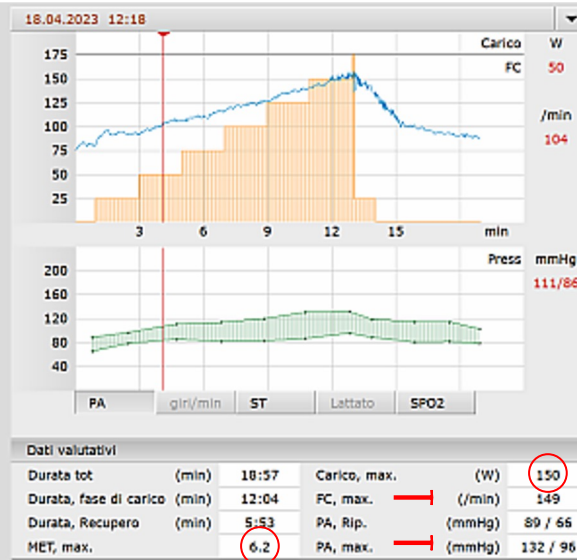 18.04.2023 12:18
Carico W
175
FC 50
150
125
/min
100
104
75
50
25
3 6 9 12 15 min
Press mmHg
200
111/86
160
120
80
40
PA giri/min ST Lattato SPO2
Dati valutativi
Durata tot (min) 18:57 Carico, max. (W) 150
Durata, fase di carico (min) 12:04 FC, max. (/min) 149
Durata, Recupero (min) 5:53 PA, Rip. (mmHg) 89 / 66
MET, max. 6.2 PA, max. (mmHg) 132 / 96